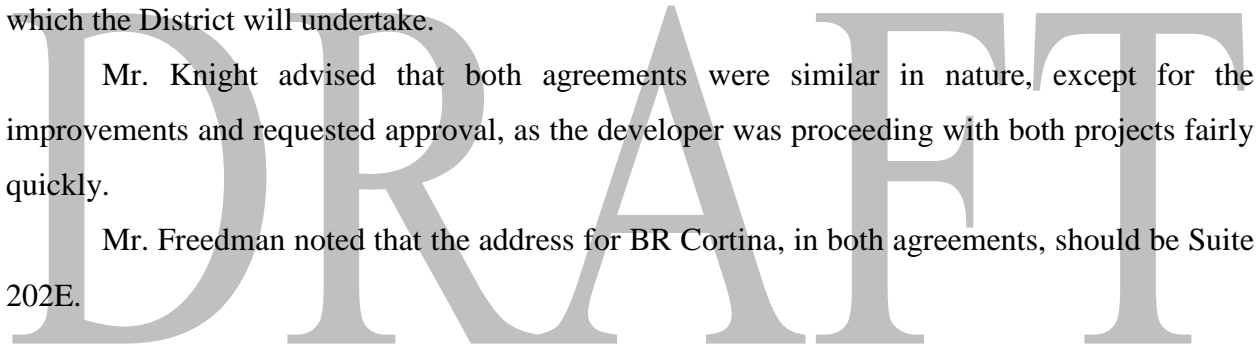 which the District will undertake.
Mr. Knight advised that both agreements were similar in nature, except for the
improvements and requested approval, as the developer was proceeding with both projects fairly
quickly.
Mr. Freedman noted that the address for BR Cortina, in both agreements, should be Suite
202E.
DRAFT